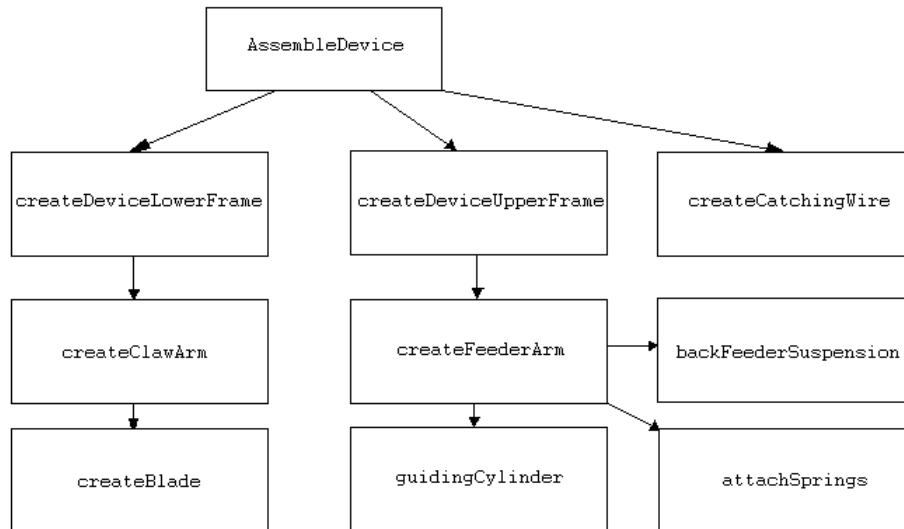 AssembleDevice
createDeviceLowerFrame
createDeviceUpperFrame
createCatchingWire
createClawArm
createFeederArm
backFeederSuspension
createBlade
guidingCylinder
attachSprings